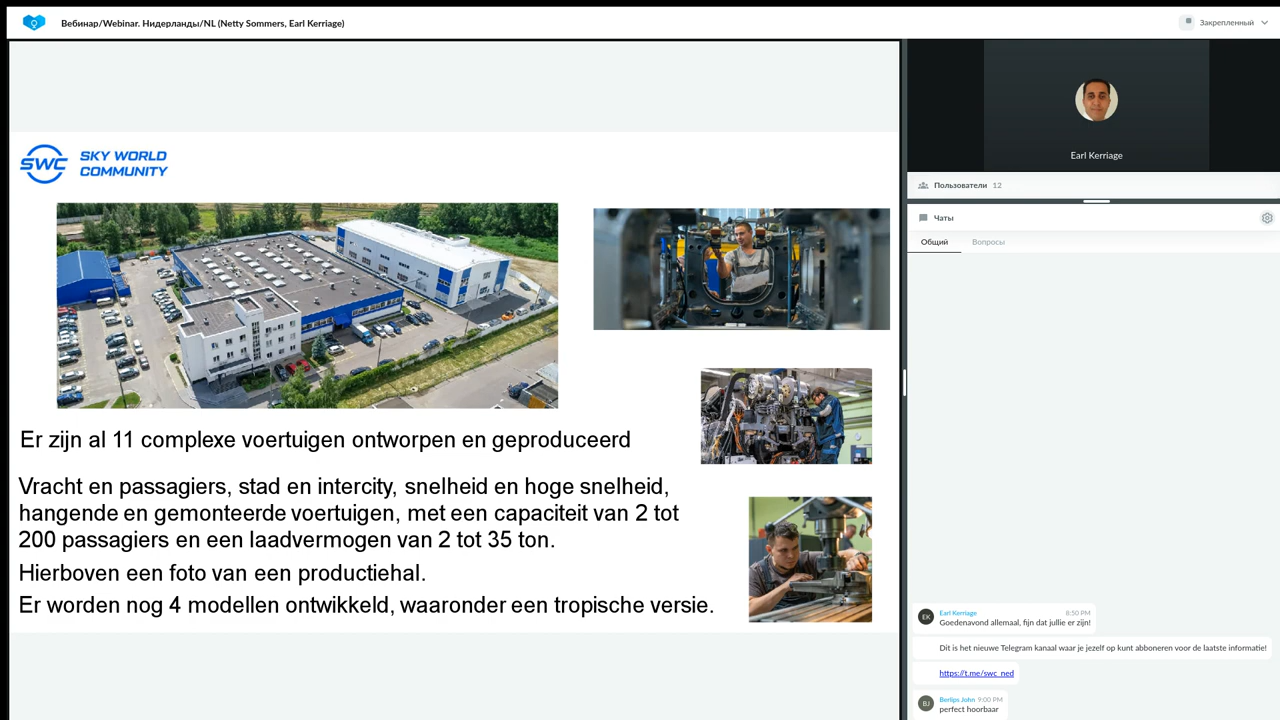 Вебинар/Webinar. Нидерланды/NL (Netty Sommers, Earl Kerriage)
Закрепленный
SWC SKY WORLD
COMMUNITY
Er zijn al 11 complexe voertuigen ontworpen en geproduceerd
Vracht en passagiers, stad en intercity, snelheid en hoge snelheid,
hangende en gemonteerde voertuigen, met een capaciteit van 2 tot
200 passagiers en een laadvermogen van 2 tot 35 ton.
Hierboven een foto van een productiehal.
Er worden nog 4 modellen ontwikkeld, waaronder een tropische versie.
Earl Kerriage
Пользователи 12
Чаты
Общий Вопросы
EK Earl Kerriage 8:50 PM
Goedenavond allemaal, fijn dat jullie er zijn!
Dit is het nieuwe Telegram kanaal waar je jezelf op kunt abboneren voor de laatste informatie!
https://t.me/swc_ned
BJ Berlips John 9:00 PM
perfect hoorbaar